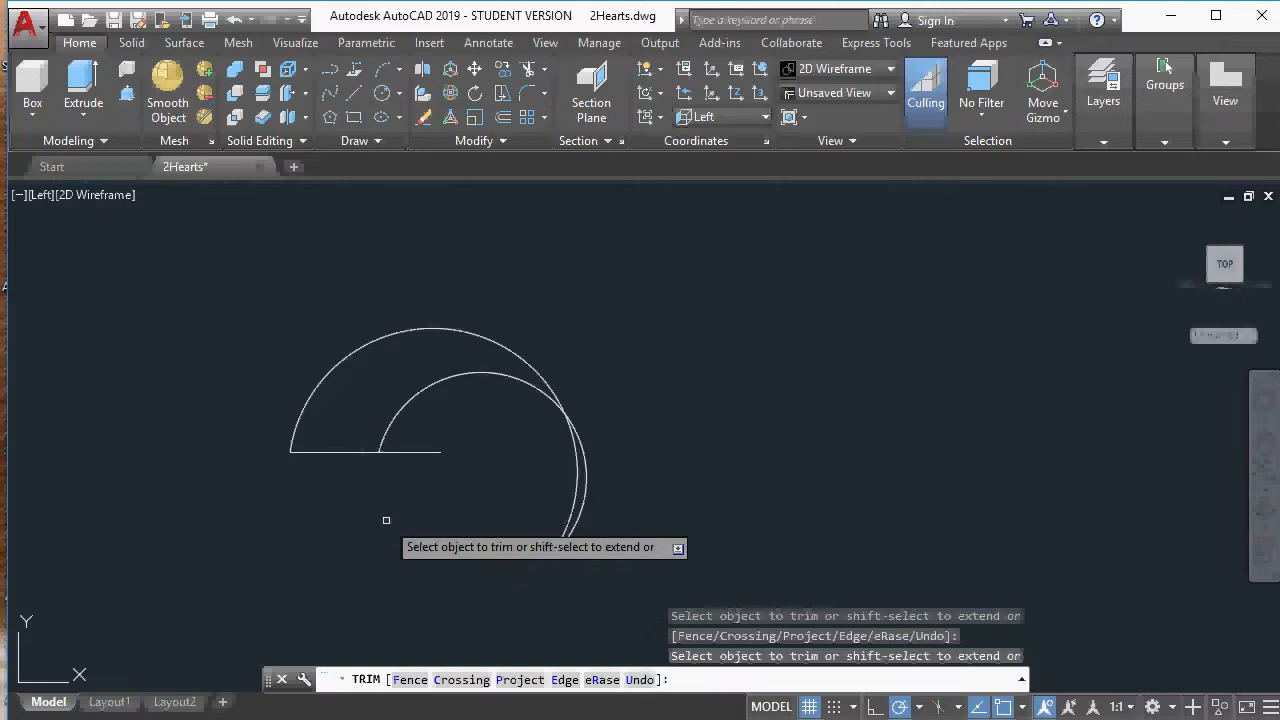 Autodesk AutoCAD 2019 - STUDENT VERSION 2Hearts.dwg Type a keyword or phrase Sign In
Home Solid Surface Mesh Visualize Parametric Insert Annotate View Manage Output Add-ins Collaborate Express Tools Featured Apps
2D Wireframe
Unsaved View
Box Extrude Smooth Object Section Plane Left Culling No Filter Move Gizmo Layers Groups View
Modeling Mesh Solid Editing Draw Modify Section Coordinates View Selection
Start 2Hearts*
[−][Left][2D Wireframe]
TOP
Select object to trim or shift-select to extend or
Select object to trim or shift-select to extend or
[Fence/Crossing/Project/Edge/eRase/Undo]:
Select object to trim or shift-select to extend or
Y
X
TRIM [Fence Crossing Project Edge eRase Undo]:
Model Layout1 Layout2 MODEL 1:1